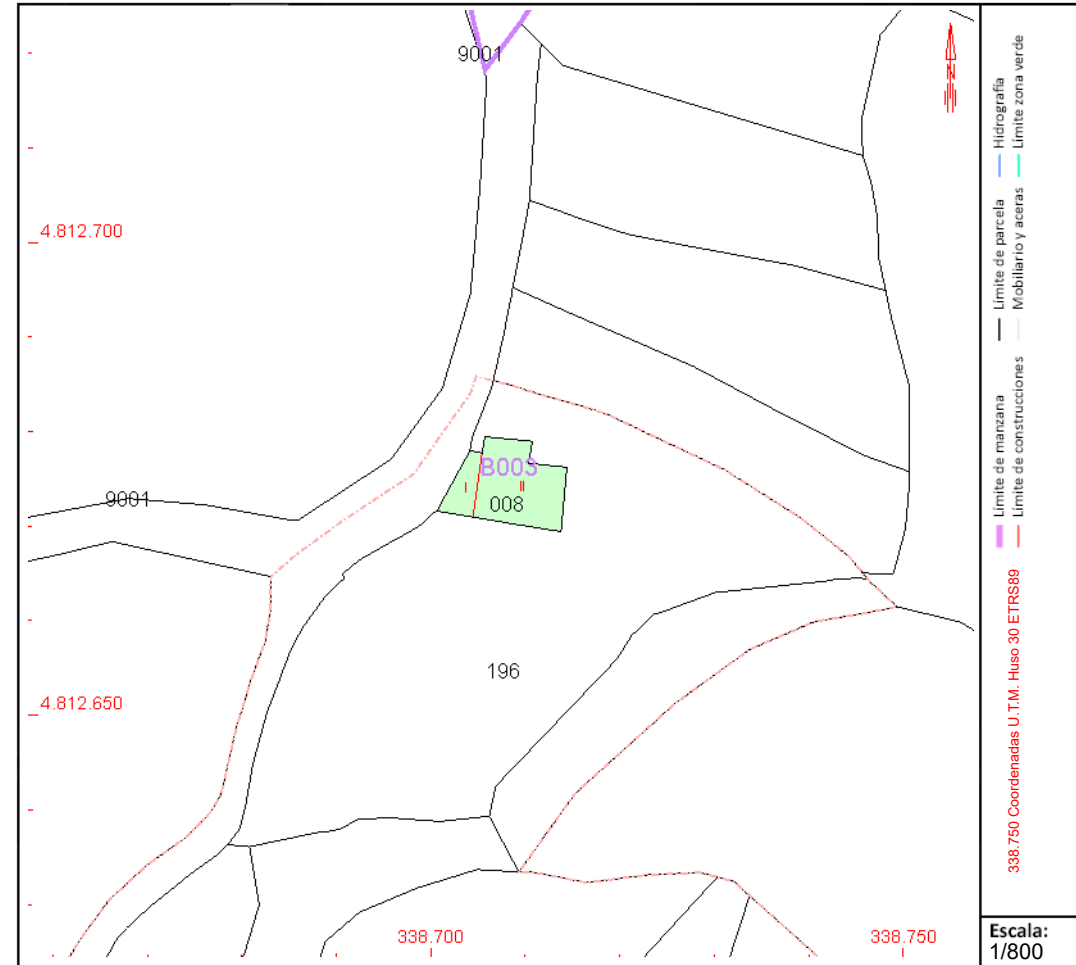 9001
4.812.700
B003
I
II
008
9001
196
4.812.650
338.700
338.750
N
Hidrografía
Límite zona verde
Límite de parcela
Mobiliario y aceras
Límite de manzana
Límite de construcciones
338.750 Coordenadas U.T.M. Huso 30 ETRS89
Escala:
1/800